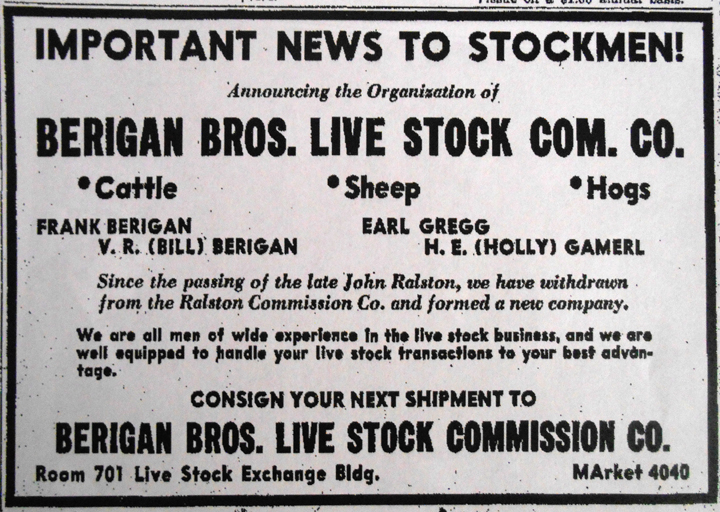 IMPORTANT NEWS TO STOCKMEN!
Announcing the Organization of
BERIGAN BROS. LIVE STOCK COM. CO.
•Cattle •Sheep •Hogs
FRANK BERIGAN EARL GREGG
V. R. (BILL) BERIGAN H. E. (HOLLY) GAMERL
Since the passing of the late John Ralston, we have withdrawn
from the Ralston Commission Co. and formed a new company.
We are all men of wide experience in the live stock business, and we are
well equipped to handle your live stock transactions to your best advan-
tage.
CONSIGN YOUR NEXT SHIPMENT TO
BERIGAN BROS. LIVE STOCK COMMISSION CO.
Room 701 Live Stock Exchange Bldg. MArket 4040